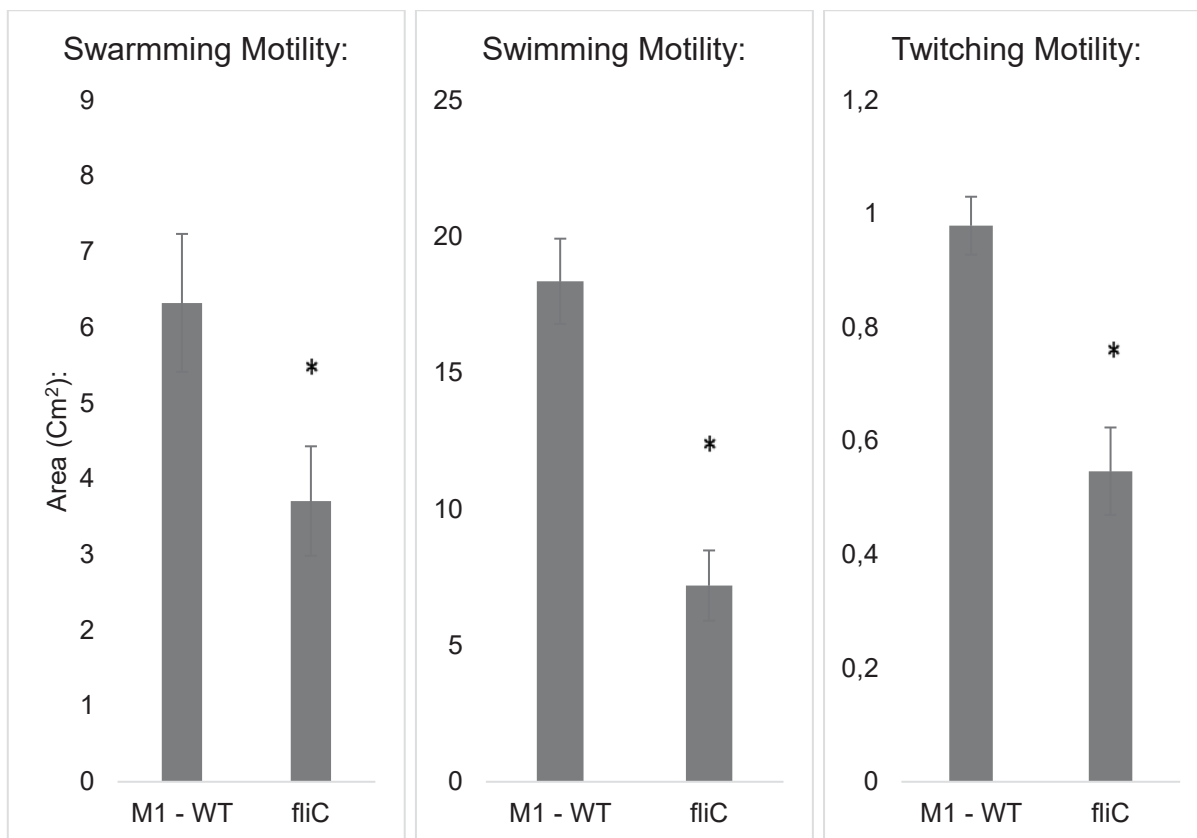 Swarmming Motility:
9
8
7
6
5
4
3
2
1
0
Area (Cm²):
*
M1 - WT
fliC
Swimming Motility:
25
20
15
10
5
0
*
M1 - WT
fliC
Twitching Motility:
1,2
1
0,8
0,6
0,4
0,2
0
*
M1 - WT
fliC